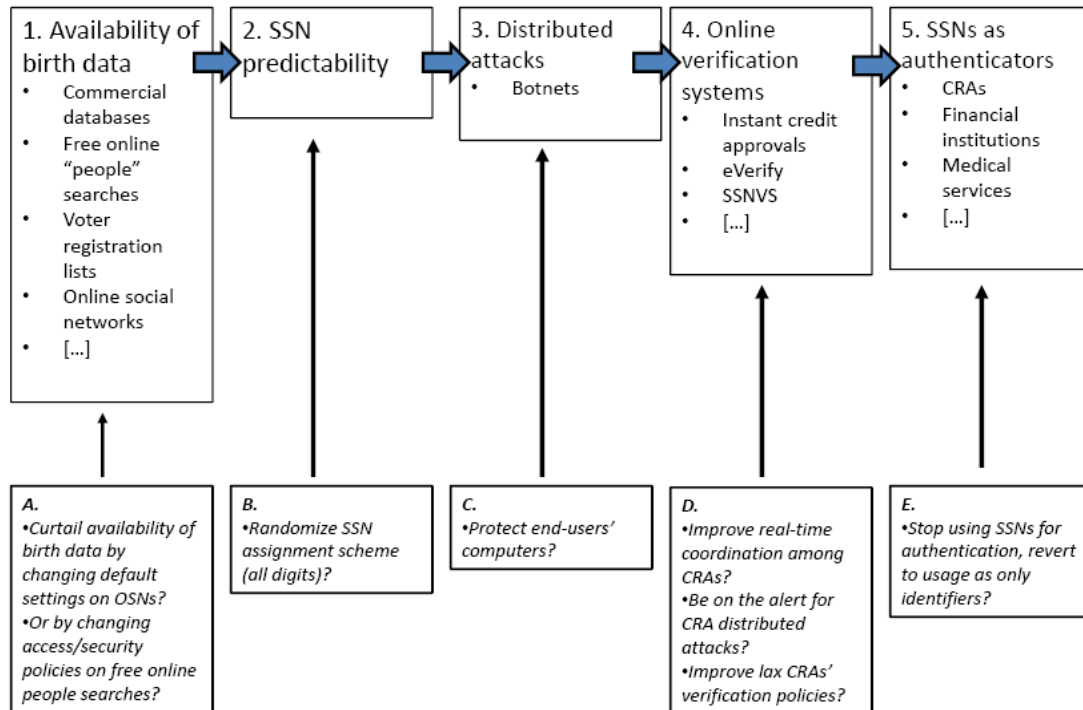 1. Availability of
birth data
• Commercial
databases
• Free online
“people”
searches
• Voter
registration
lists
• Online social
networks
• [...]
2. SSN
predictability
3. Distributed
attacks
• Botnets
4. Online
verification
systems
• Instant credit
approvals
• eVerify
• SSNVS
• [...]
5. SSNs as
authenticators
• CRAs
• Financial
institutions
• Medical
services
• [...]
A.
•Curtail availability of
birth data by
changing default
settings on OSNs?
•Or by changing
access/security
policies on free online
people searches?
B.
•Randomize SSN
assignment scheme
(all digits)?
C.
•Protect end-users’
computers?
D.
•Improve real-time
coordination among
CRAs?
•Be on the alert for
CRA distributed
attacks?
•Improve lax CRAs’
verification policies?
E.
•Stop using SSNs for
authentication, revert
to usage as only
identifiers?